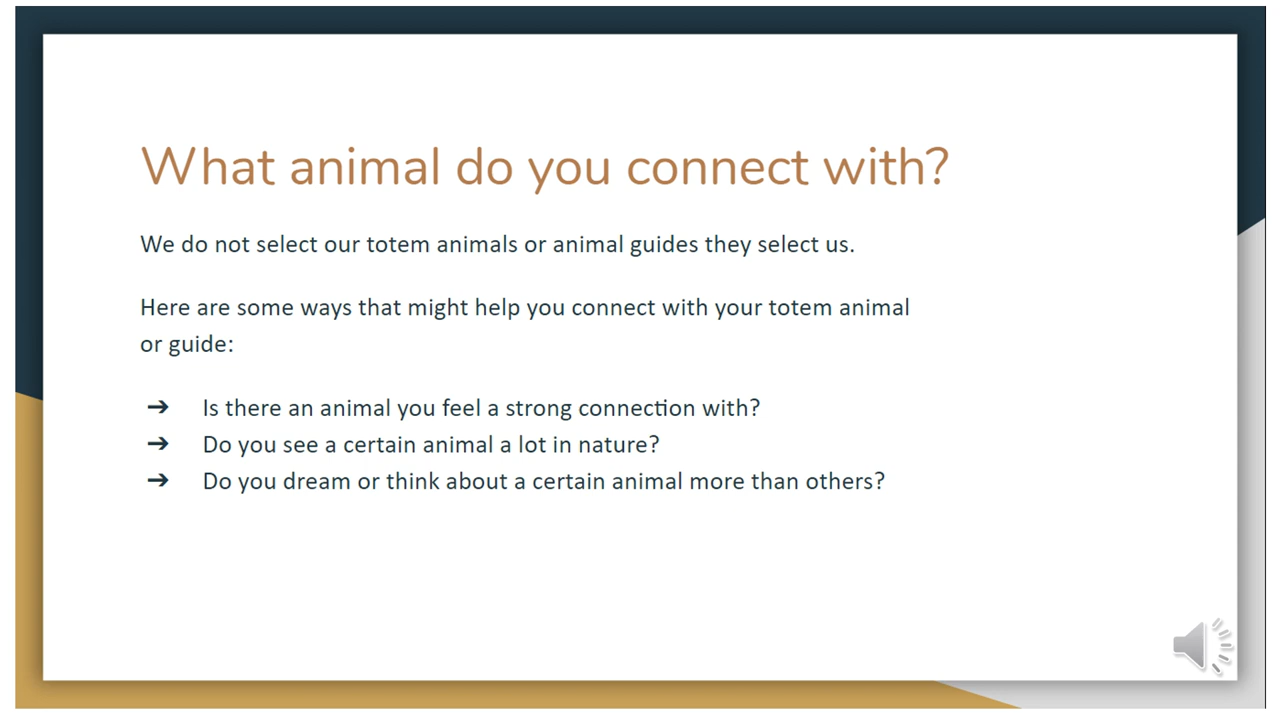 What animal do you connect with?
We do not select our totem animals or animal guides they select us.
Here are some ways that might help you connect with your totem animal
or guide:
➔ Is there an animal you feel a strong connection with?
➔ Do you see a certain animal a lot in nature?
➔ Do you dream or think about a certain animal more than others?